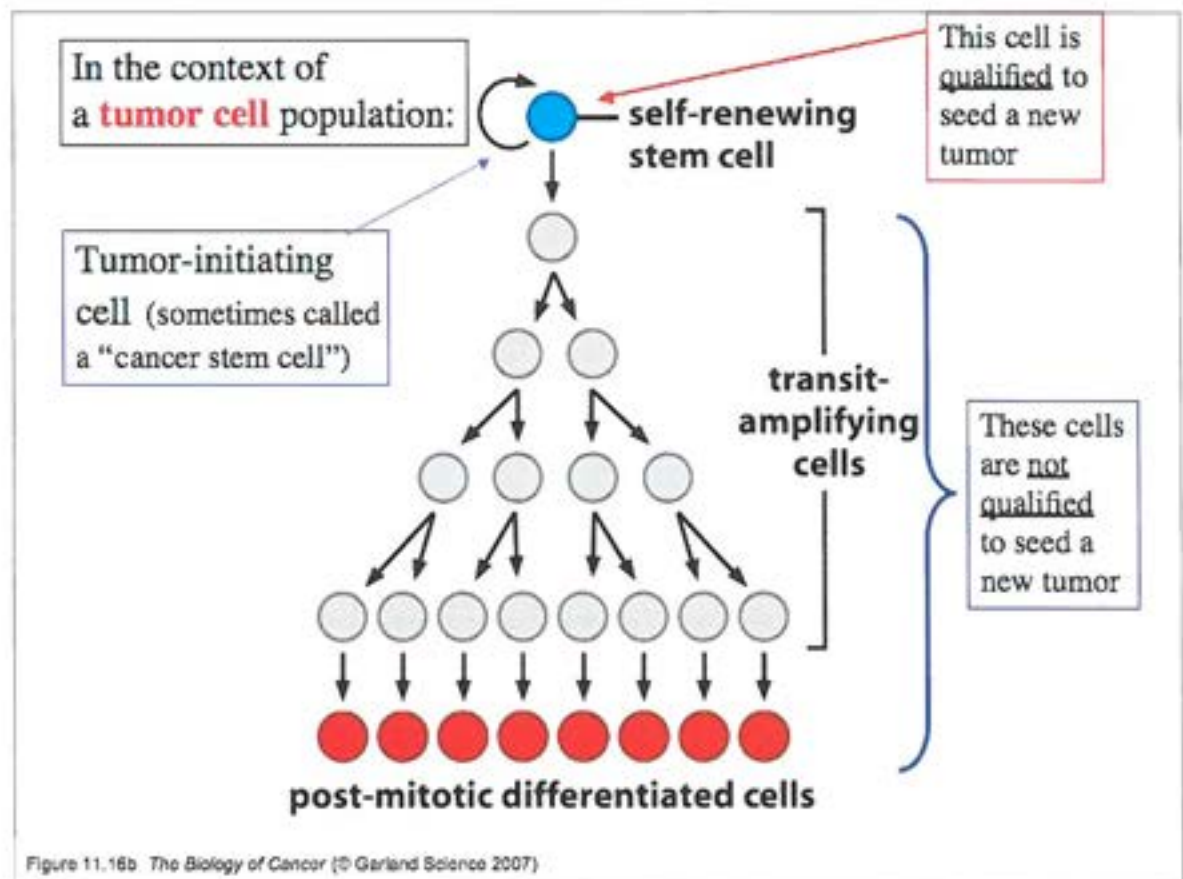 In the context of
a tumor cell population:
This cell is
qualified to
seed a new
tumor
self-renewing
stem cell
Tumor-initiating
cell (sometimes called
a “cancer stem cell”)
transit-
amplifying
cells
These cells
are not
qualified
to seed a
new tumor
post-mitotic differentiated cells
Figure 11.16b The Biology of Cancer (© Garland Science 2007)